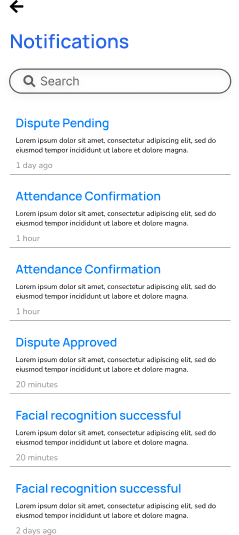 Notifications
Search
Dispute Pending
Lorem ipsum dolor sit amet, consectetur adipiscing elit, sed do
eiusmod tempor incididunt ut labore et dolore magna.
1 day ago
Attendance Confirmation
Lorem ipsum dolor sit amet, consectetur adipiscing elit, sed do
eiusmod tempor incididunt ut labore et dolore magna.
1 hour
Attendance Confirmation
Lorem ipsum dolor sit amet, consectetur adipiscing elit, sed do
eiusmod tempor incididunt ut labore et dolore magna.
1 hour
Dispute Approved
Lorem ipsum dolor sit amet, consectetur adipiscing elit, sed do
eiusmod tempor incididunt ut labore et dolore magna.
20 minutes
Facial recognition successful
Lorem ipsum dolor sit amet, consectetur adipiscing elit, sed do
eiusmod tempor incididunt ut labore et dolore magna.
20 minutes
Facial recognition successful
Lorem ipsum dolor sit amet, consectetur adipiscing elit, sed do
eiusmod tempor incididunt ut labore et dolore magna.
2 days ago